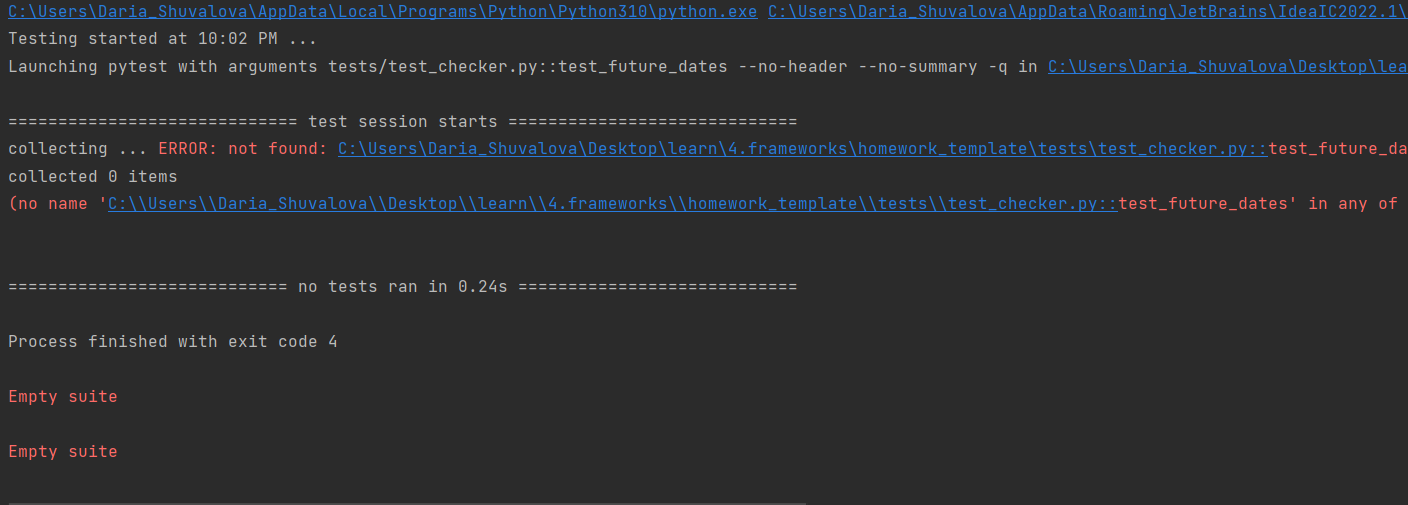 C:\Users\Daria_Shuvalova\AppData\Local\Programs\Python\Python310\python.exe C:\Users\Daria_Shuvalova\AppData\Roaming\JetBrains\IdeaIC2022.1\
Testing started at 10:02 PM ...
Launching pytest with arguments tests/test_checker.py::test_future_dates --no-header --no-summary -q in C:\Users\Daria_Shuvalova\Desktop\lea
============================= test session starts =============================
collecting ... ERROR: not found: C:\Users\Daria_Shuvalova\Desktop\learn\4.frameworks\homework_template\tests\test_checker.py::test_future_da
collected 0 items
(no name 'C:\\Users\\Daria_Shuvalova\\Desktop\\learn\\4.frameworks\\homework_template\\tests\\test_checker.py::test_future_dates' in any of
============================ no tests ran in 0.24s ============================
Process finished with exit code 4
Empty suite
Empty suite